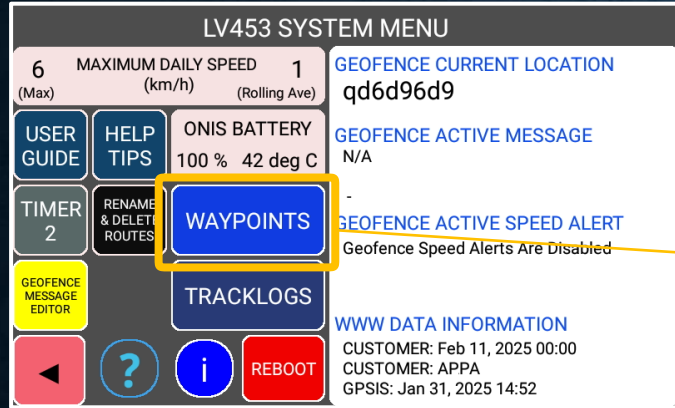 LV453 SYSTEM MENU
6 MAXIMUM DAILY SPEED 1
(Max) (km/h) (Rolling Ave)
USER
GUIDE
HELP
TIPS
ONIS BATTERY
100 % 42 deg C
TIMER
2
RENAME
& DELETE
ROUTES
WAYPOINTS
GEOFENCE
MESSAGE
EDITOR
TRACKLOGS
?
i
REBOOT
GEOFENCE CURRENT LOCATION
qd6d96d9
GEOFENCE ACTIVE MESSAGE
N/A
-
GEOFENCE ACTIVE SPEED ALERT
Geofence Speed Alerts Are Disabled
WWW DATA INFORMATION
CUSTOMER: Feb 11, 2025 00:00
CUSTOMER: APPA
GPSIS: Jan 31, 2025 14:52